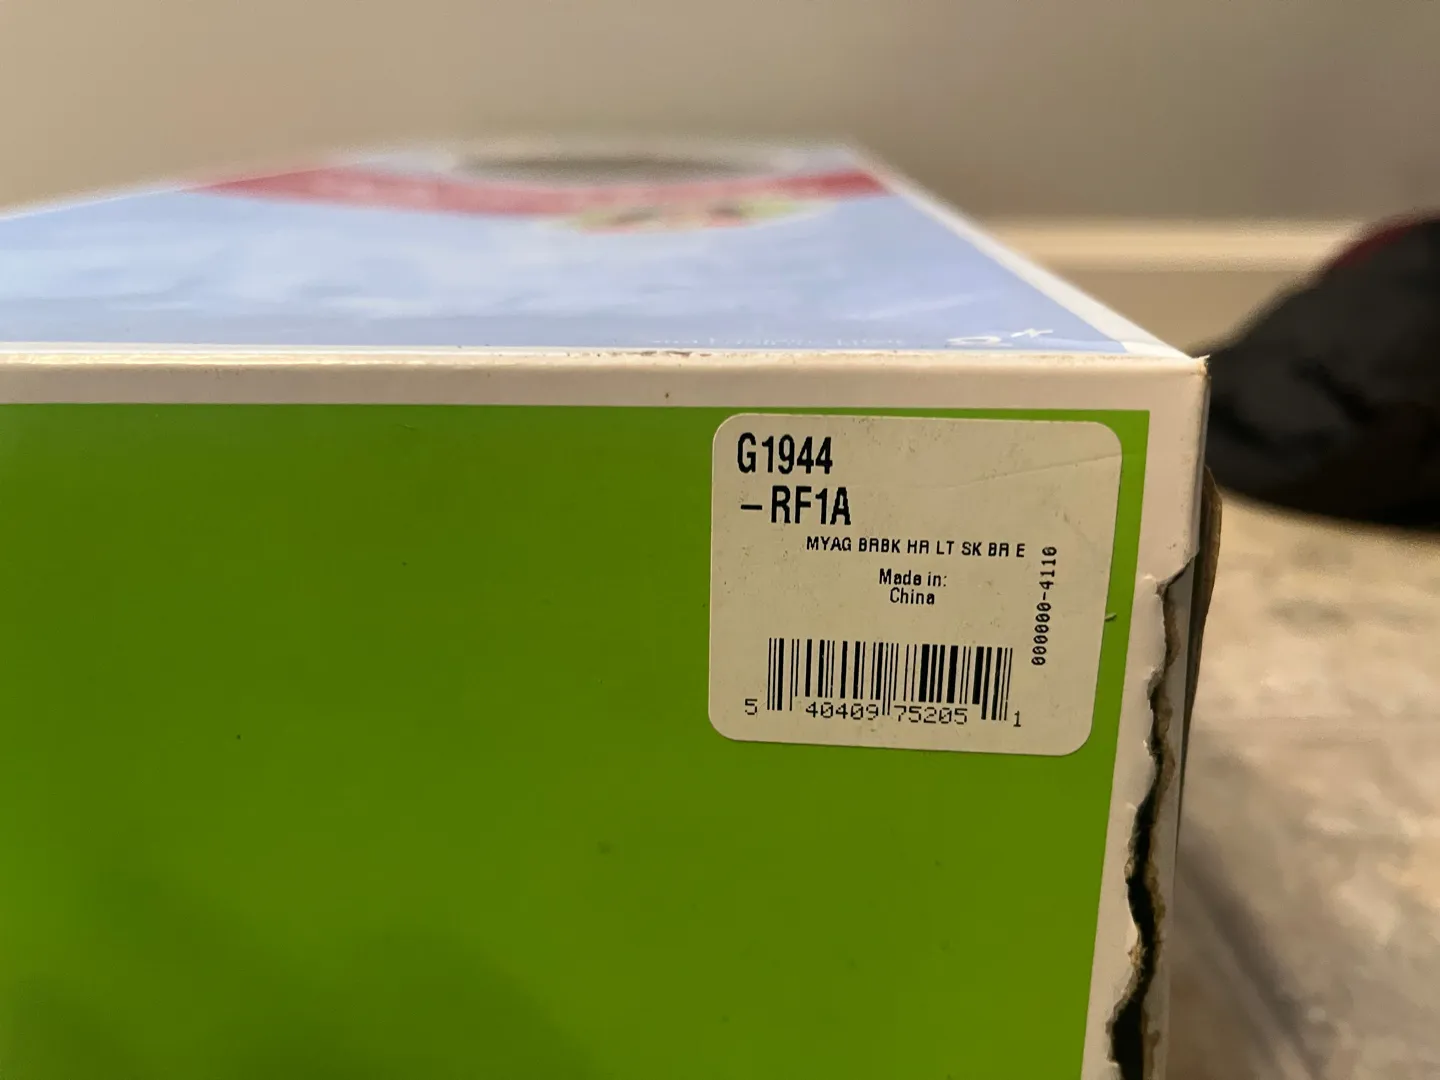 G1944
–RF1A
MYAG BRBK HR LT SK BR E
Made in:
China
000000-4110
5 40409 75205 1